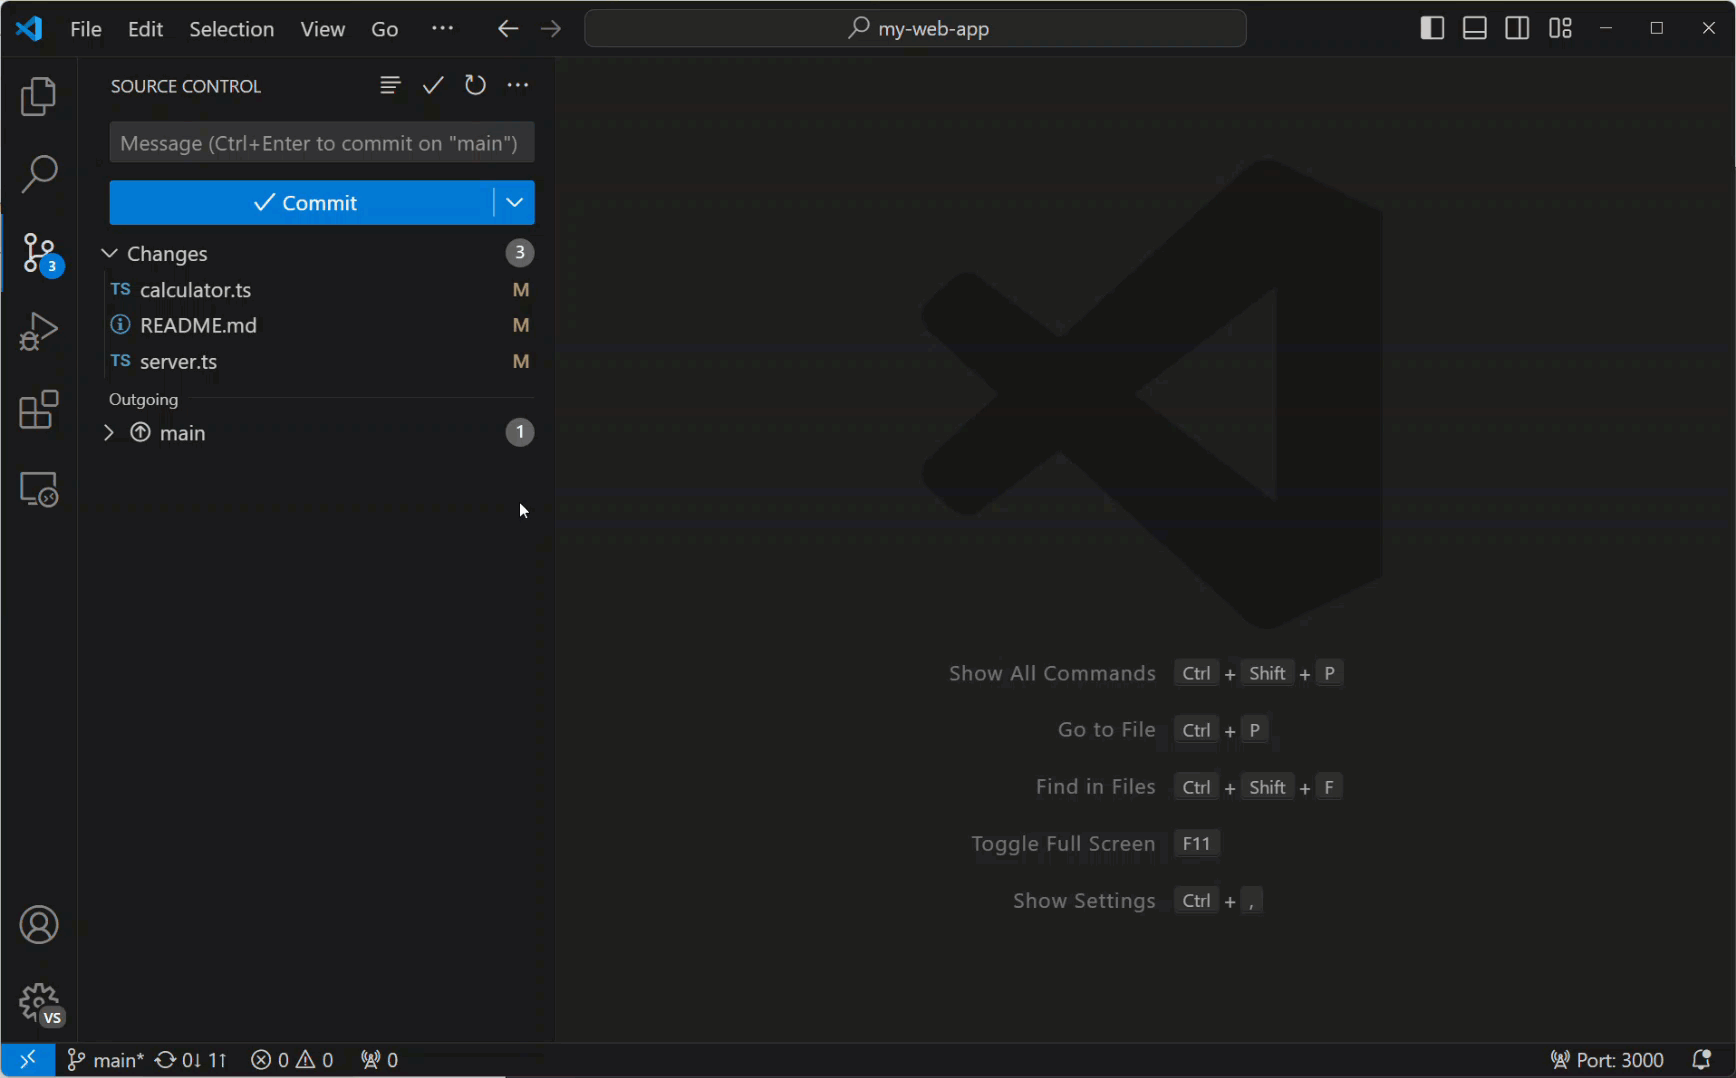 File Edit Selection View Go ··· my-web-app
SOURCE CONTROL
Message (Ctrl+Enter to commit on "main")
Commit
Changes 3
3
TS calculator.ts M
README.md M
TS server.ts M
Outgoing
main 1
Show All Commands Ctrl + Shift + P
Go to File Ctrl + P
Find in Files Ctrl + Shift + F
Toggle Full Screen F11
Show Settings Ctrl + ,
VS
main* 0↓ 1↑ 0 0 0 Port: 3000